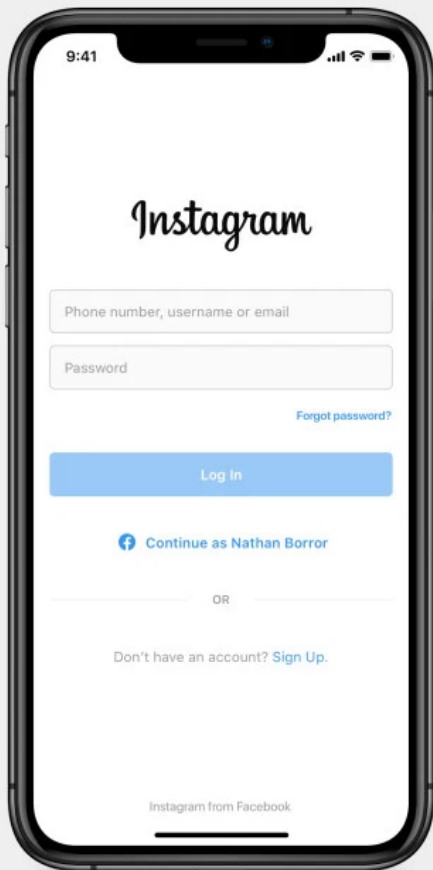 9:41
Instagram
Phone number, username or email
Password
Forgot password?
Log In
Continue as Nathan Borror
OR
Don't have an account? Sign Up.
Instagram from Facebook